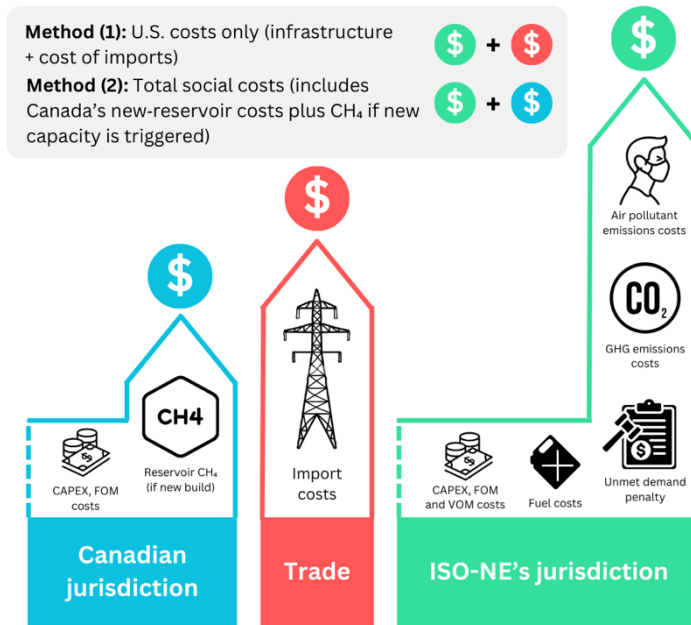 Method (1): U.S. costs only (infrastructure
+ cost of imports)
$ + $
Method (2): Total social costs (includes
Canada's new-reservoir costs plus CH₄ if new
capacity is triggered)
$ + $
$
$
$
CH4
CAPEX, FOM
costs
Reservoir CH₄
(if new build)
Import
costs
Air pollutant
emissions costs
CO₂
GHG emissions
costs
$
Unmet demand
penalty
CAPEX, FOM
and VOM costs
Fuel costs
Canadian
jurisdiction
Trade
ISO-NE's jurisdiction